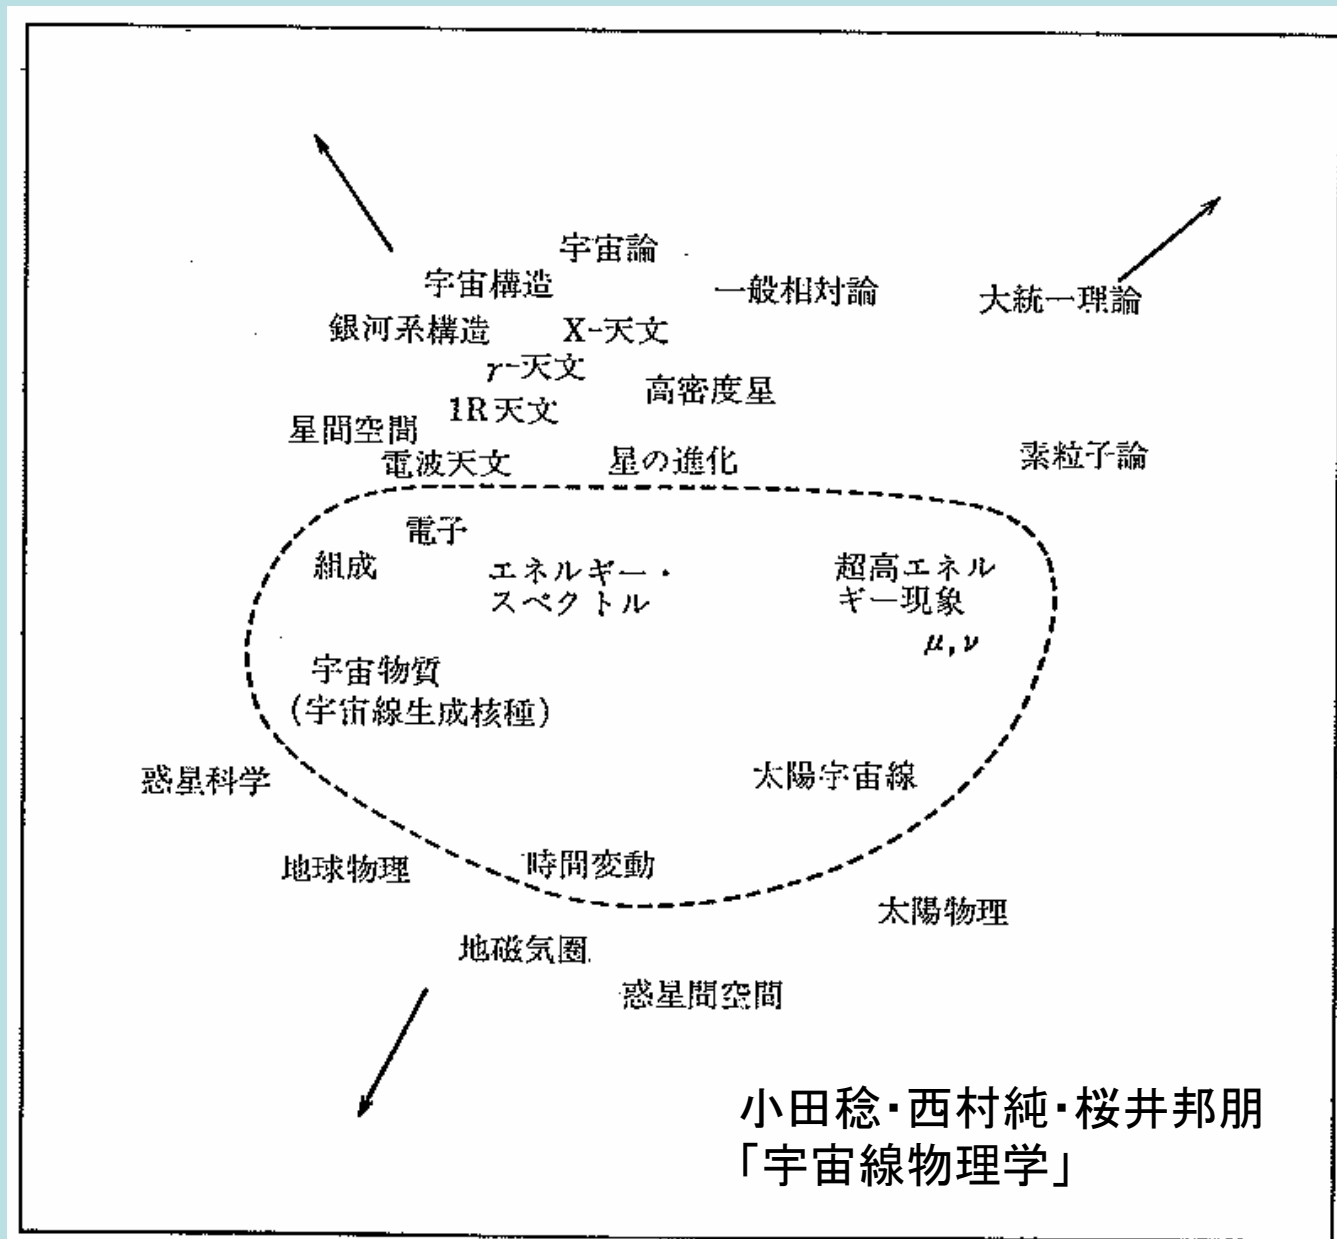 宇宙論
宇宙構造
一般相対論
大統一理論
銀河系構造
X-天文
γ-天文
高密度星
1R天文
星間空間
電波天文
星の進化
素粒子論
電子
組成
エネルギー・
スペクトル
超高エネル
ギー現象
μ,ν
宇宙物質
(宇宙線生成核種)
惑星科学
太陽宇宙線
地球物理
時間変動
太陽物理
地磁気圏
惑星間空間
小田稔・西村純・桜井邦朋
「宇宙線物理学」